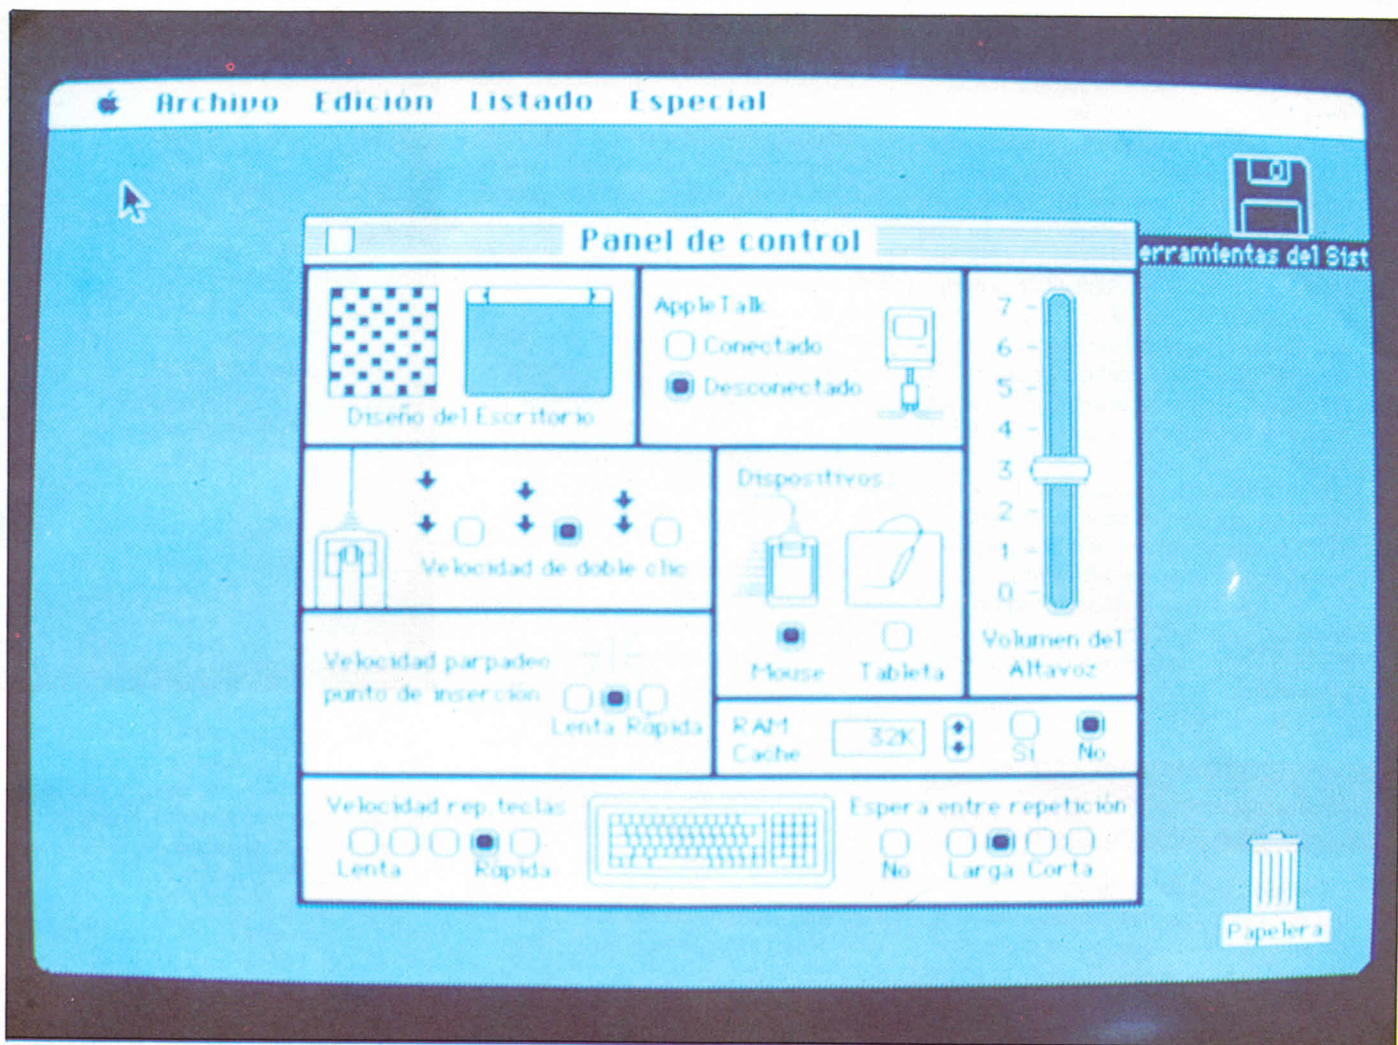 Archivo Edición Listado Especial
erramientas del Sist
Panel de control
Diseño del Escritorio
AppleTalk
Conectado
Desconectado
7
6
5
4
3
2
1
0
Volumen del
Altavoz
Velocidad de doble clic
Dispositivos
Mouse Tableta
Velocidad parpadeo
punto de inserción
Lenta Rápida
RAM
Cache
32K
Sí No
Velocidad rep teclas
Lenta Rápida
Espera entre repetición
No Larga Corta
Papelera